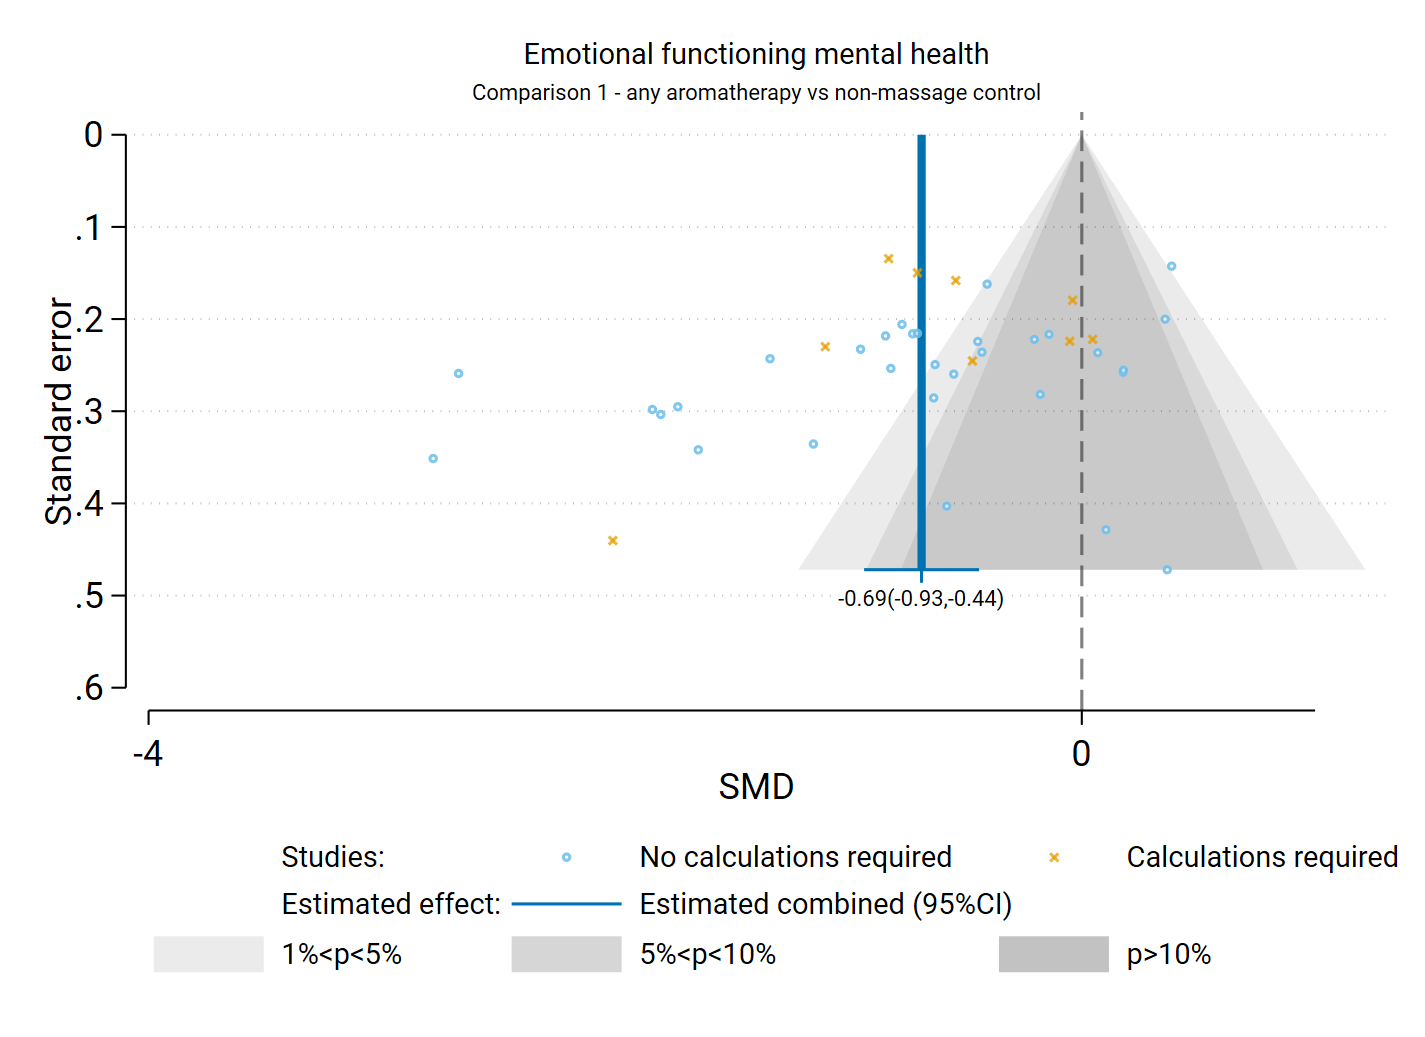 Emotional functioning mental health
Comparison 1 - any aromatherapy vs non-massage control
0
.1
.2
.3
.4
.5
.6
Standard error
-0.69(-0.93,-0.44)
-4
0
SMD
Studies:
No calculations required
Calculations required
Estimated effect:
Estimated combined (95%CI)
1%<p<5%
5%<p<10%
p>10%